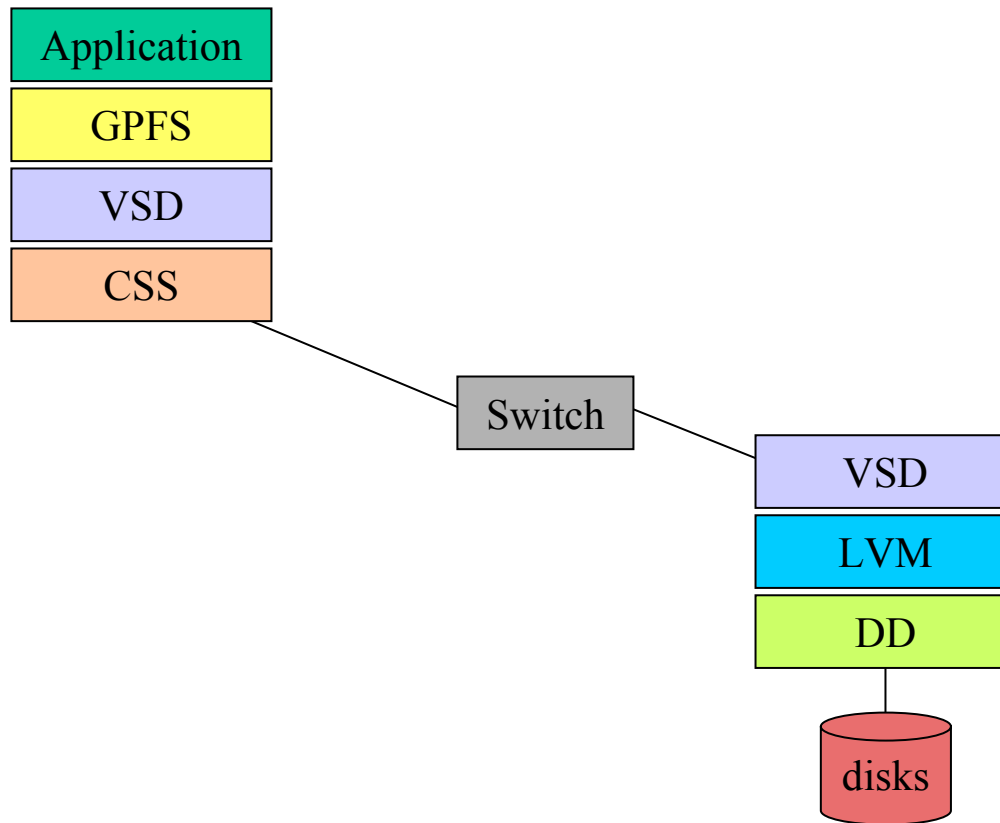 Application
GPFS
VSD
CSS
Switch
VSD
LVM
DD
disks